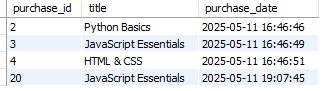 purchase_id title purchase_date
2 Python Basics 2025-05-11 16:46:46
3 JavaScript Essentials 2025-05-11 16:46:49
4 HTML & CSS 2025-05-11 16:46:51
20 JavaScript Essentials 2025-05-11 19:07:45